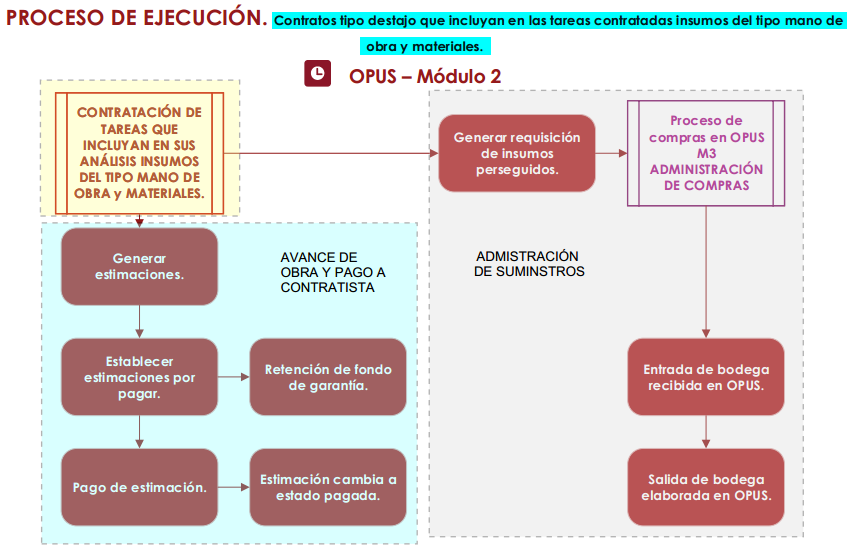 PROCESO DE EJECUCIÓN. Contratos tipo destajo que incluyan en las tareas contratadas insumos del tipo mano de
obra y materiales.
OPUS – Módulo 2
CONTRATACIÓN DE
TAREAS QUE
INCLUYAN EN SUS
ANÁLISIS INSUMOS
DEL TIPO MANO DE
OBRA y MATERIALES.
Generar requisición
de insumos
perseguidos.
Proceso de
compras en OPUS
M3
ADMINISTRACIÓN
DE COMPRAS
Generar
estimaciones.
AVANCE DE
OBRA Y PAGO A
CONTRATISTA
ADMISTRACIÓN
DE SUMINSTROS
Establecer
estimaciones por
pagar.
Retención de fondo
de garantía.
Entrada de bodega
recibida en OPUS.
Pago de estimación.
Estimación cambia a
estado pagada.
Salida de bodega
elaborada en OPUS.